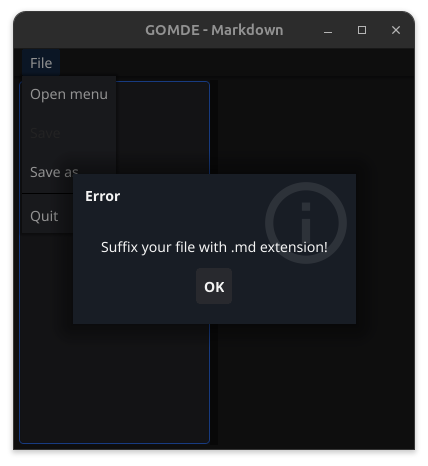 GOMDE - Markdown
File
Open menu
Save
Save as
Quit
Error
Suffix your file with .md extension!
OK